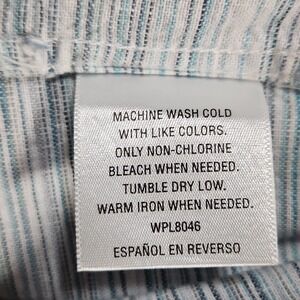 MACHINE WASH COLD
WITH LIKE COLORS.
ONLY NON-CHLORINE
BLEACH WHEN NEEDED.
TUMBLE DRY LOW.
WARM IRON WHEN NEEDED.
WPL8046
ESPAÑOL EN REVERSO